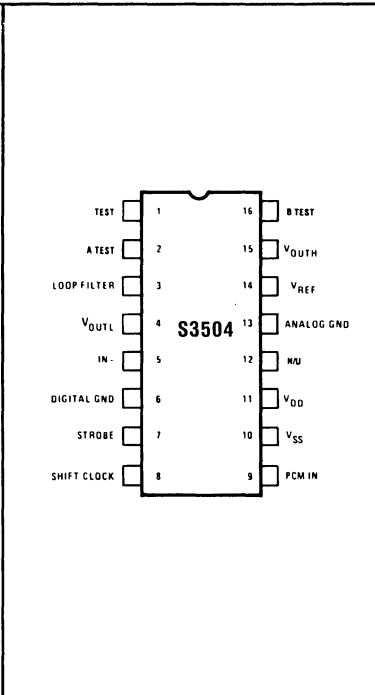 TEST 1 16 B TEST
A TEST 2 15 VOUTH
LOOP FILTER 3 14 VREF
VOUTL 4 S3504 13 ANALOG GND
IN- 5 12 N/U
DIGITAL GND 6 11 VDD
STROBE 7 10 VSS
SHIFT CLOCK 8 9 PCM IN